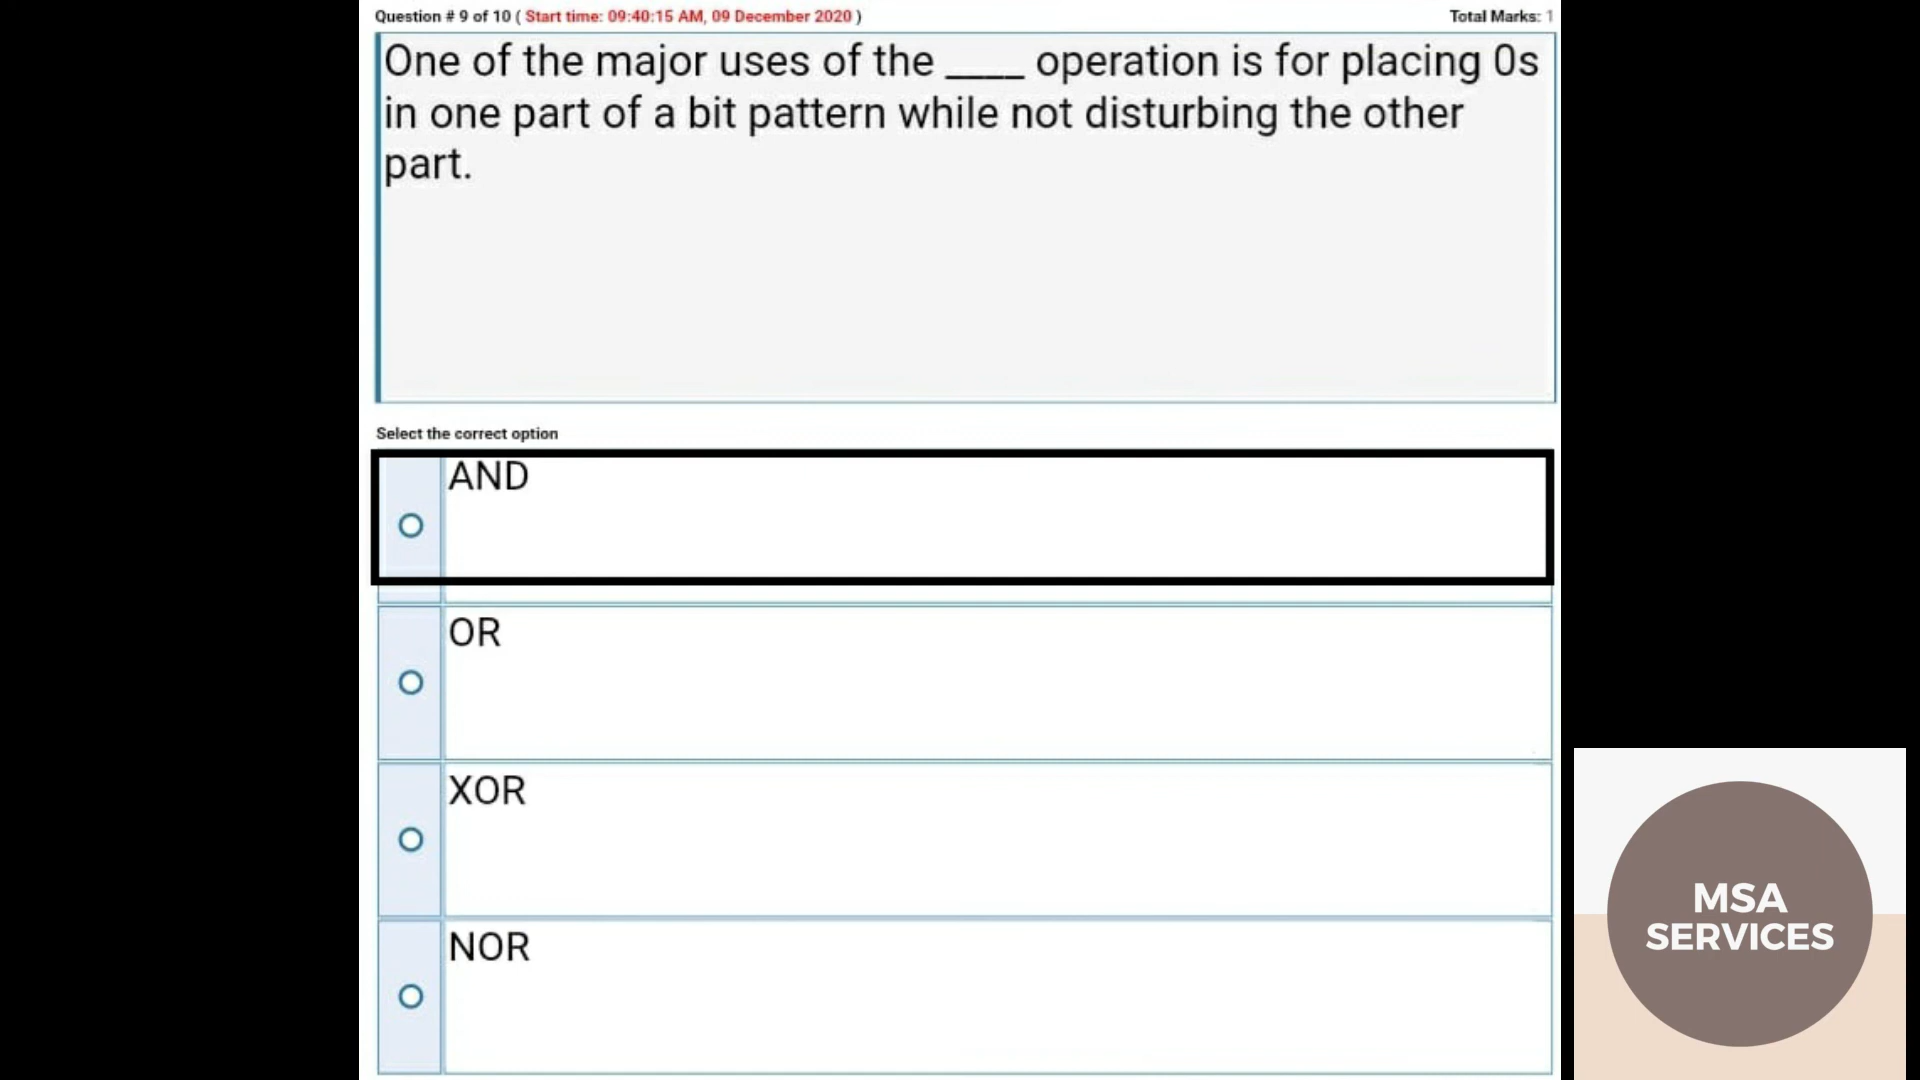 Question # 9 of 10 ( Start time: 09:40:15 AM, 09 December 2020 )
Total Marks: 1
One of the major uses of the ____ operation is for placing 0s
in one part of a bit pattern while not disturbing the other
part.
Select the correct option
AND
OR
XOR
NOR
MSA
SERVICES